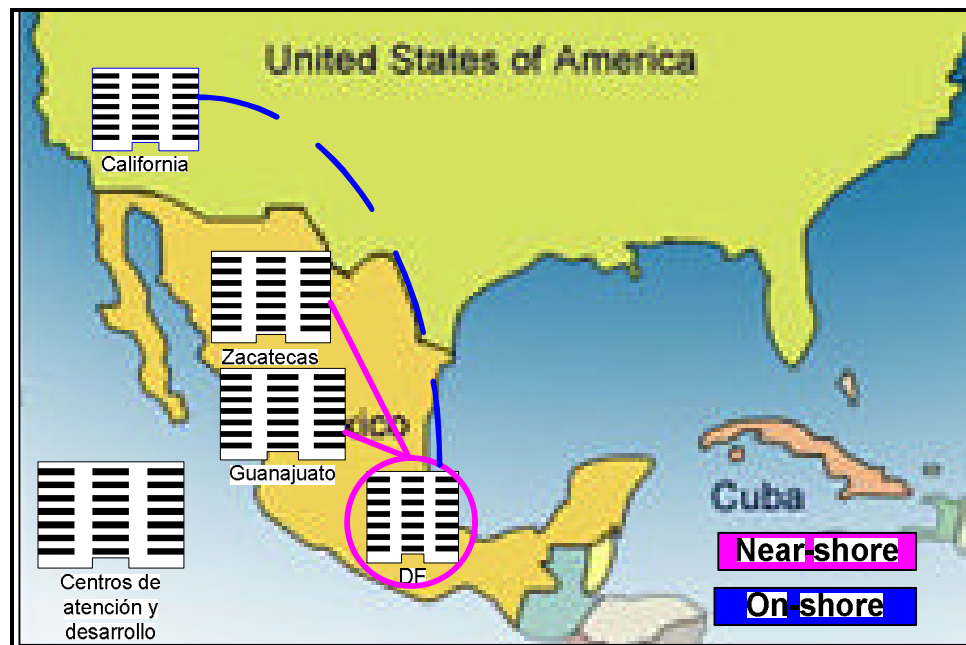 United States of America
California
Zacatecas
xico
Guanajuato
Cuba
DF
Near-shore
On-shore
Centros de
atención y
desarrollo